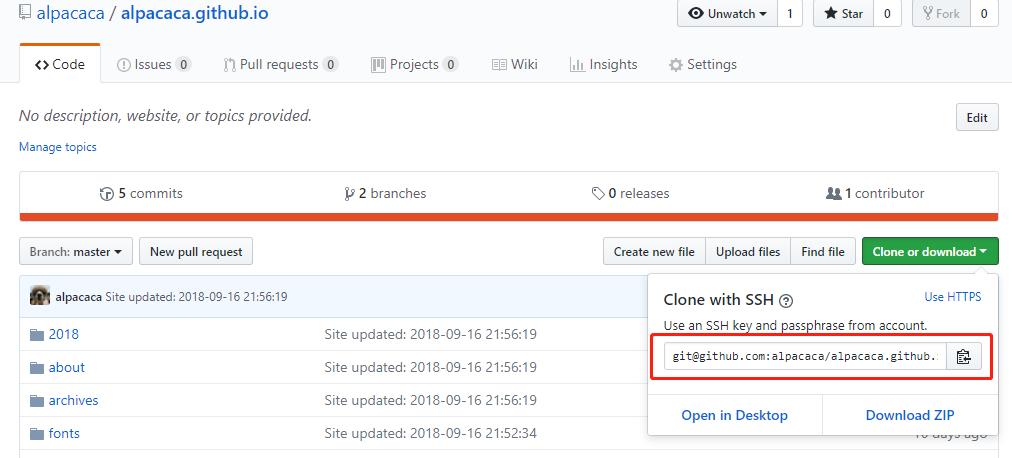 alpacaca / alpacaca.github.io
Unwatch 1 Star 0 Fork 0
Code Issues 0 Pull requests 0 Projects 0 Wiki Insights Settings
No description, website, or topics provided.
Edit
Manage topics
5 commits 2 branches 0 releases 1 contributor
Branch: master New pull request Create new file Upload files Find file Clone or download
alpacaca Site updated: 2018-09-16 21:56:19
Clone with SSH Use HTTPS
Use an SSH key and passphrase from account.
git@github.com:alpacaca/alpacaca.github.
Open in Desktop Download ZIP
2018 Site updated: 2018-09-16 21:56:19
about Site updated: 2018-09-16 21:56:19
archives Site updated: 2018-09-16 21:56:19
fonts Site updated: 2018-09-16 21:52:34
days ago